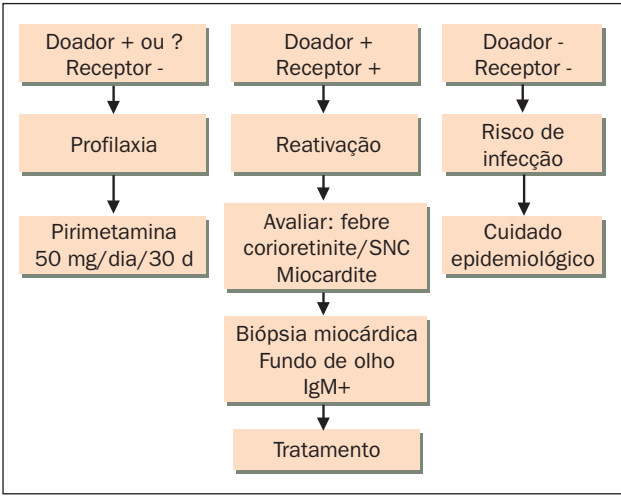 Doador + ou ?
Receptor -
Profilaxia
Pirimetamina
50 mg/dia/30 d
Doador +
Receptor +
Reativação
Avaliar: febre
corioretinite/SNC
Miocardite
Biópsia miocárdica
Fundo de olho
IgM+
Tratamento
Doador -
Receptor -
Risco de
infecção
Cuidado
epidemiológico